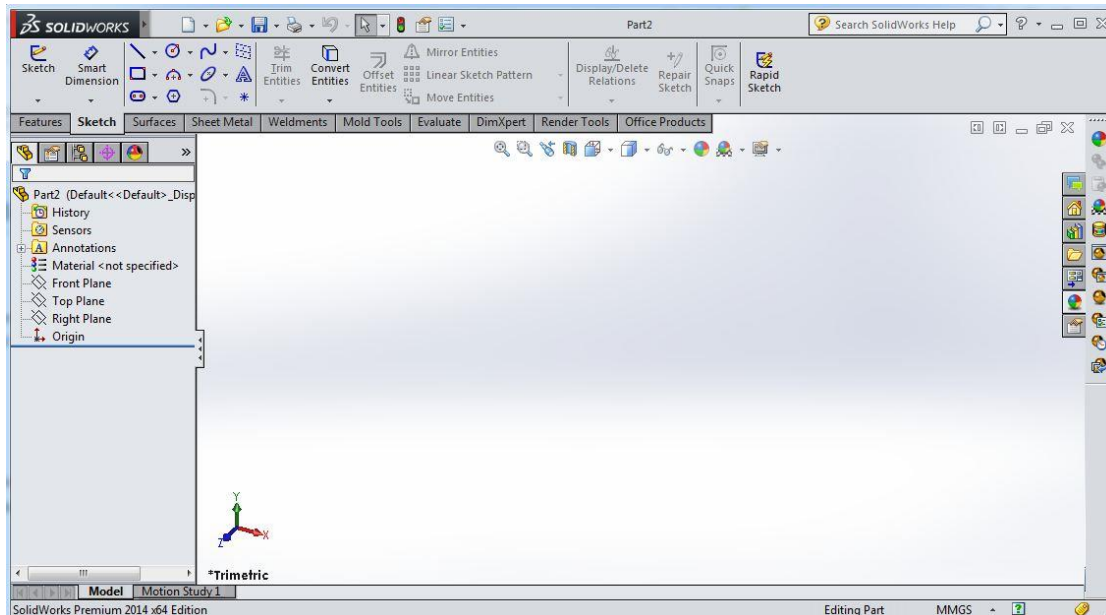 SOLIDWORKS
Part2
Search SolidWorks Help
Sketch
Smart Dimension
Trim Entities
Convert Entities
Offset Entities
Mirror Entities
Linear Sketch Pattern
Move Entities
Display/Delete Relations
Repair Sketch
Quick Snaps
Rapid Sketch
Features Sketch Surfaces Sheet Metal Weldments Mold Tools Evaluate DimXpert Render Tools Office Products
Part2 (Default<<Default>_Disp
History
Sensors
A Annotations
Material <not specified>
Front Plane
Top Plane
Right Plane
Origin
Y
X
Z
*Trimetric
Model Motion Study 1
SolidWorks Premium 2014 x64 Edition
Editing Part MMGS